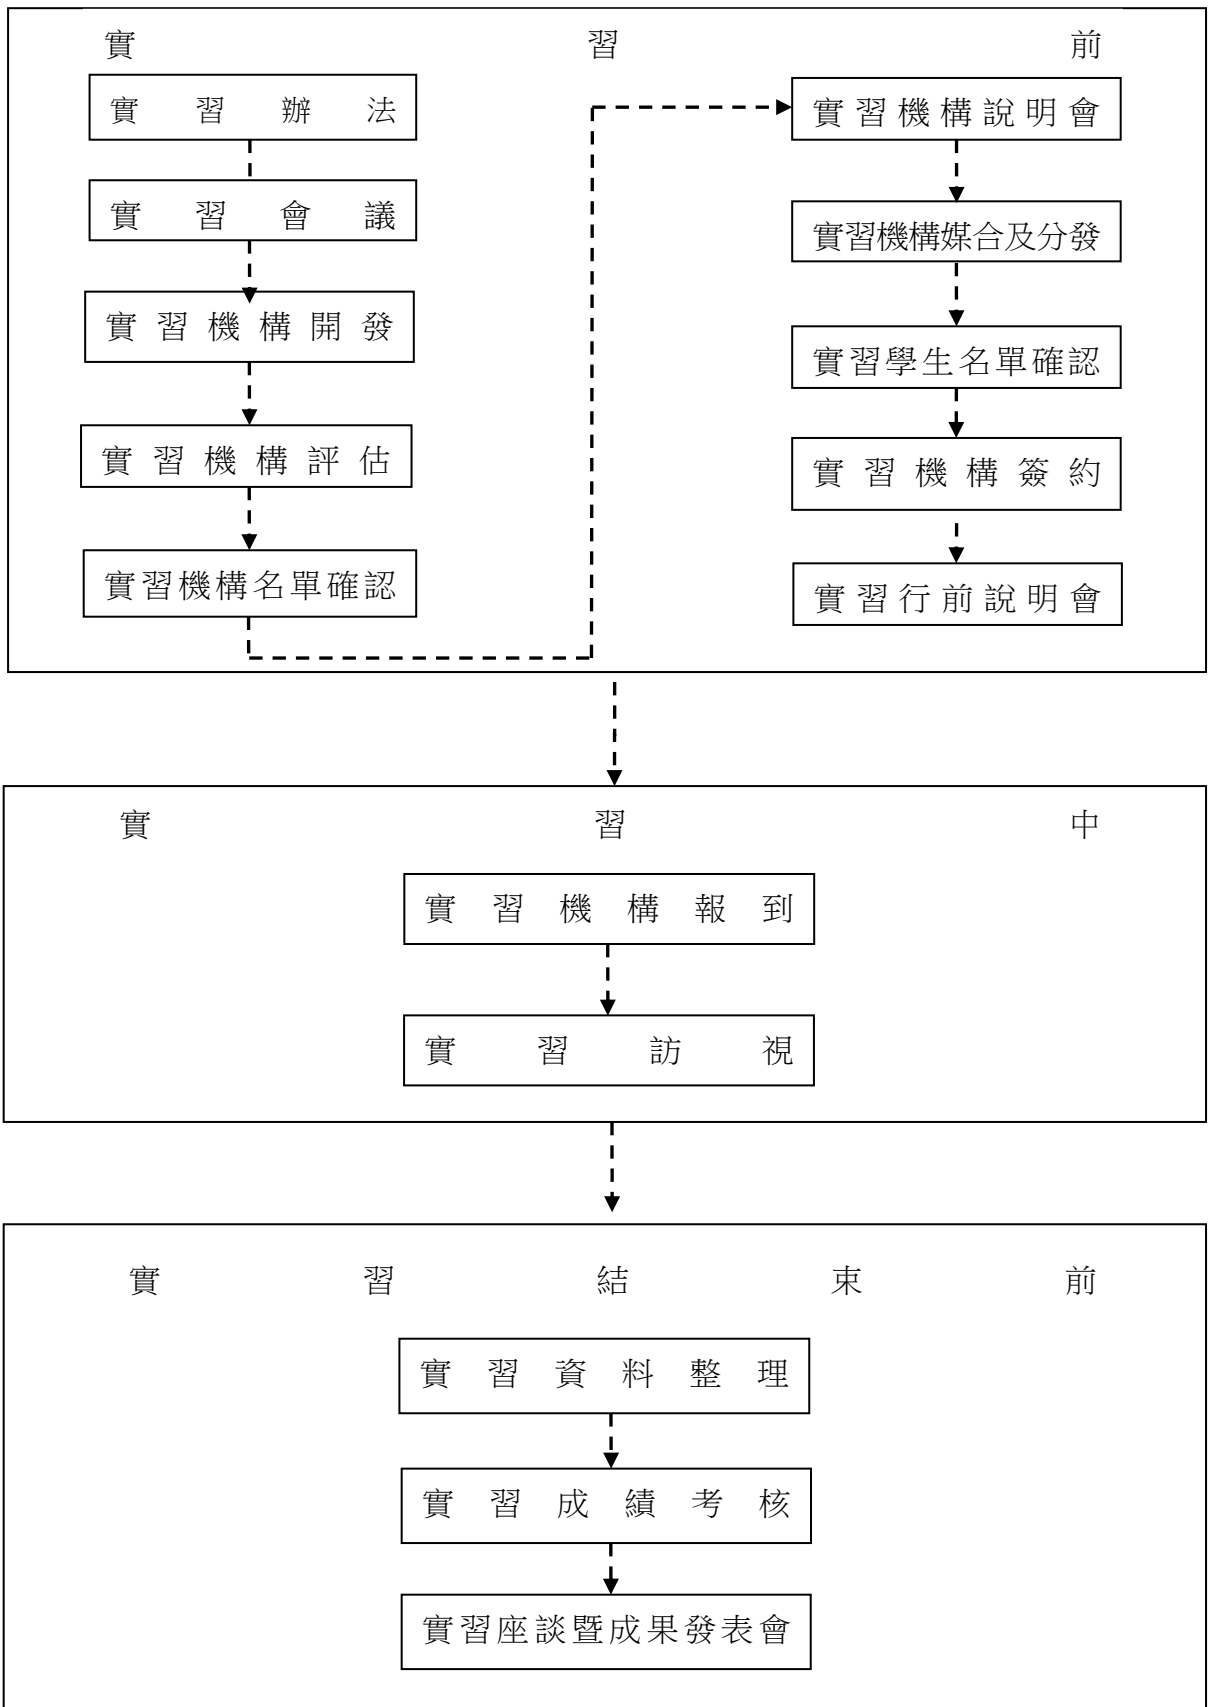 實習前
實習辦法
實習會議
實習機構開發
實習機構評估
實習機構名單確認
實習機構說明會
實習機構媒合及分發
實習學生名單確認
實習機構簽約
實習行前說明會
實習中
實習機構報到
實習訪視
實習結束前
實習資料整理
實習成績考核
實習座談暨成果發表會